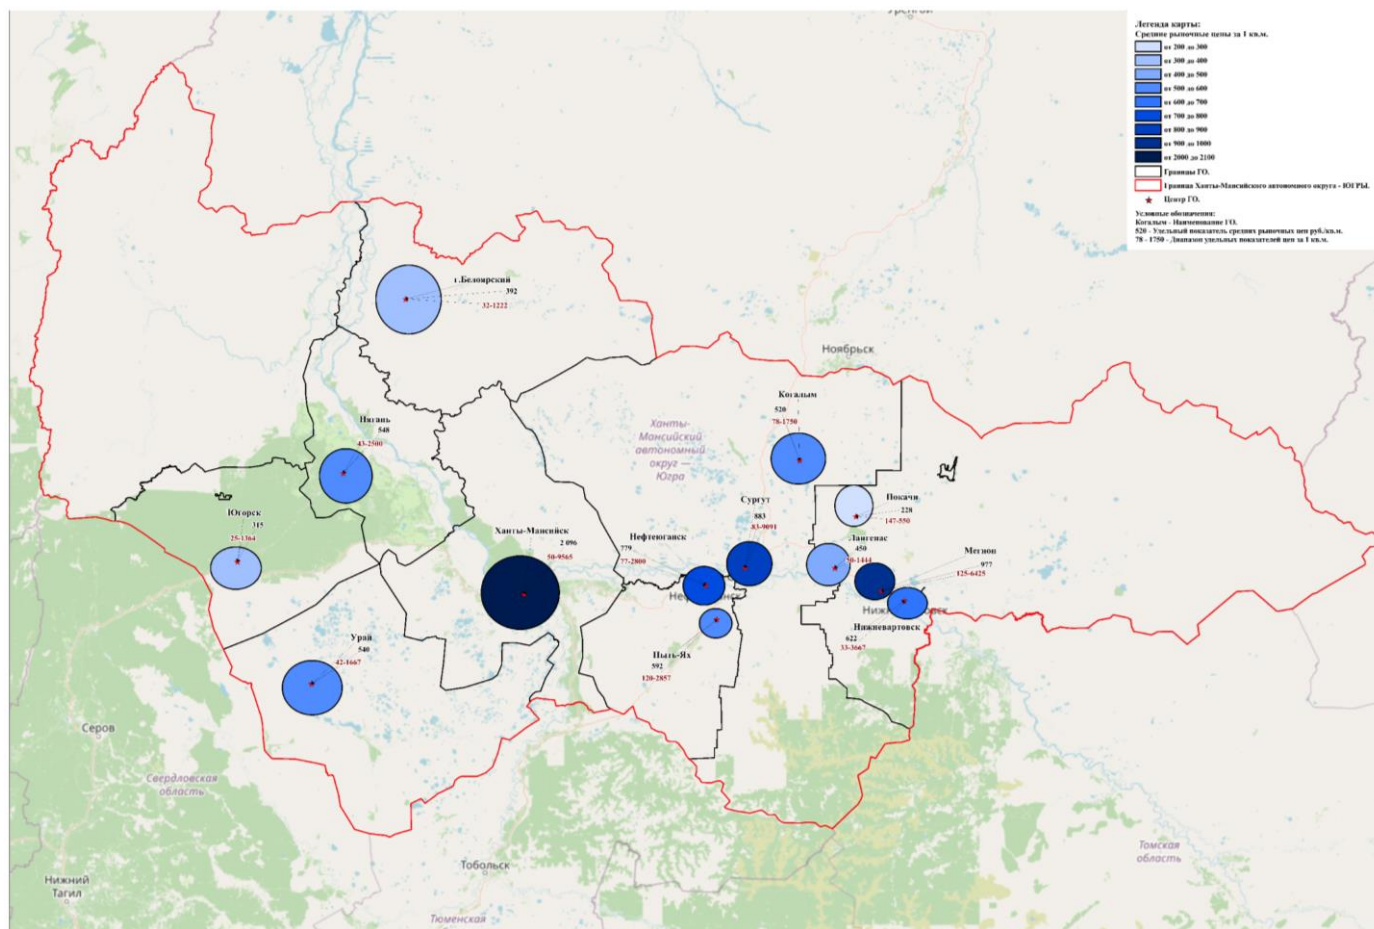 Уренгой
Легенда карты:
Средние рыночные цены за 1 кв.м.
от 200 до 300
от 300 до 400
от 400 до 500
от 500 до 600
от 600 до 700
от 700 до 800
от 800 до 900
от 900 до 1000
от 2000 до 2100
Границы ГО.
Граница Ханты-Мансийского автономного округа - ЮГРЫ.
Центр ГО.
Условные обозначения:
Когалым - Наименование ГО.
520 - Удельный показатель средних рыночных цен руб./кв.м.
78 - 1750 - Диапазон удельных показателей цен за 1 кв.м.
г.Белоярский
392
32-1222
Ноябрьск
Когалым
520
78-1750
Нягань
548
43-2500
Ханты-
Мансийский
автономный
округ —
Югра
Югорск
315
25-1364
Ханты-Мансийск
2 096
50-9565
Нефтеюганск
779
77-2800
Сургут
883
83-9091
Покачи
228
147-550
Лангепас
450
50-1444
Мегион
977
125-6425
Нижневартовск
622
33-3667
Пыть-Ях
592
120-2857
Урай
540
42-1667
Серов
Свердловская
область
Нижний
Тагил
Тобольск
Тюменская
Томская
область